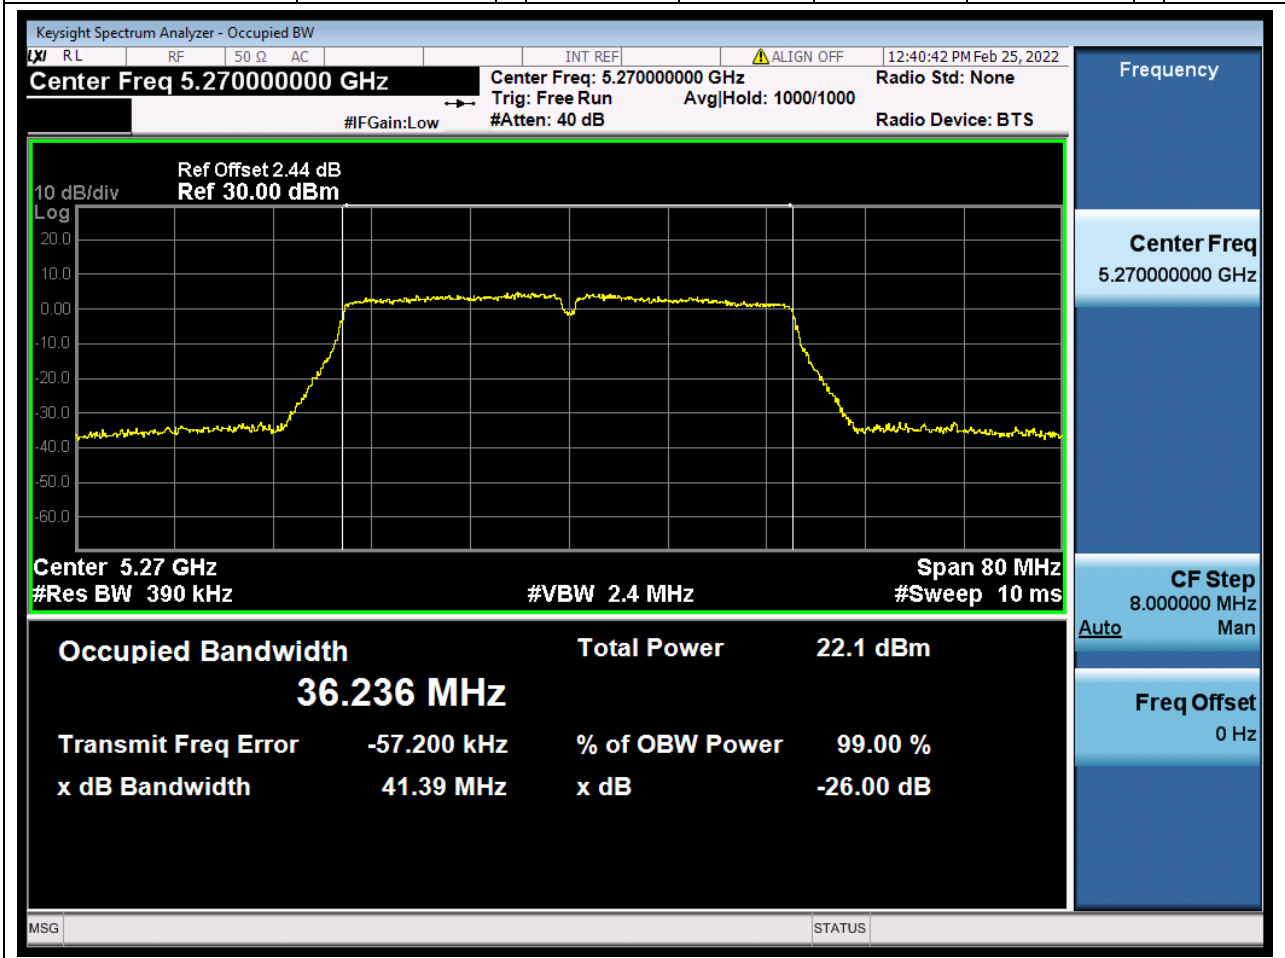 Keysight Spectrum Analyzer - Occupied BW
LXI RL RF 50 Ω AC INT REF ALIGN OFF 12:40:42 PM Feb 25, 2022
Center Freq 5.270000000 GHz
Center Freq: 5.270000000 GHz
Radio Std: None
Trig: Free Run
Avg|Hold: 1000/1000
#IFGain:Low
#Atten: 40 dB
Radio Device: BTS
Ref Offset 2.44 dB
10 dB/div
Ref 30.00 dBm
Log
20.0
10.0
0.00
-10.0
-20.0
-30.0
-40.0
-50.0
-60.0
Center 5.27 GHz
Span 80 MHz
#Res BW 390 kHz
#VBW 2.4 MHz
#Sweep 10 ms
Occupied Bandwidth
36.236 MHz
Total Power
22.1 dBm
Transmit Freq Error
-57.200 kHz
% of OBW Power
99.00 %
x dB Bandwidth
41.39 MHz
x dB
-26.00 dB
Frequency
Center Freq
5.270000000 GHz
CF Step
8.000000 MHz
Auto Man
Freq Offset
0 Hz
MSG
STATUS